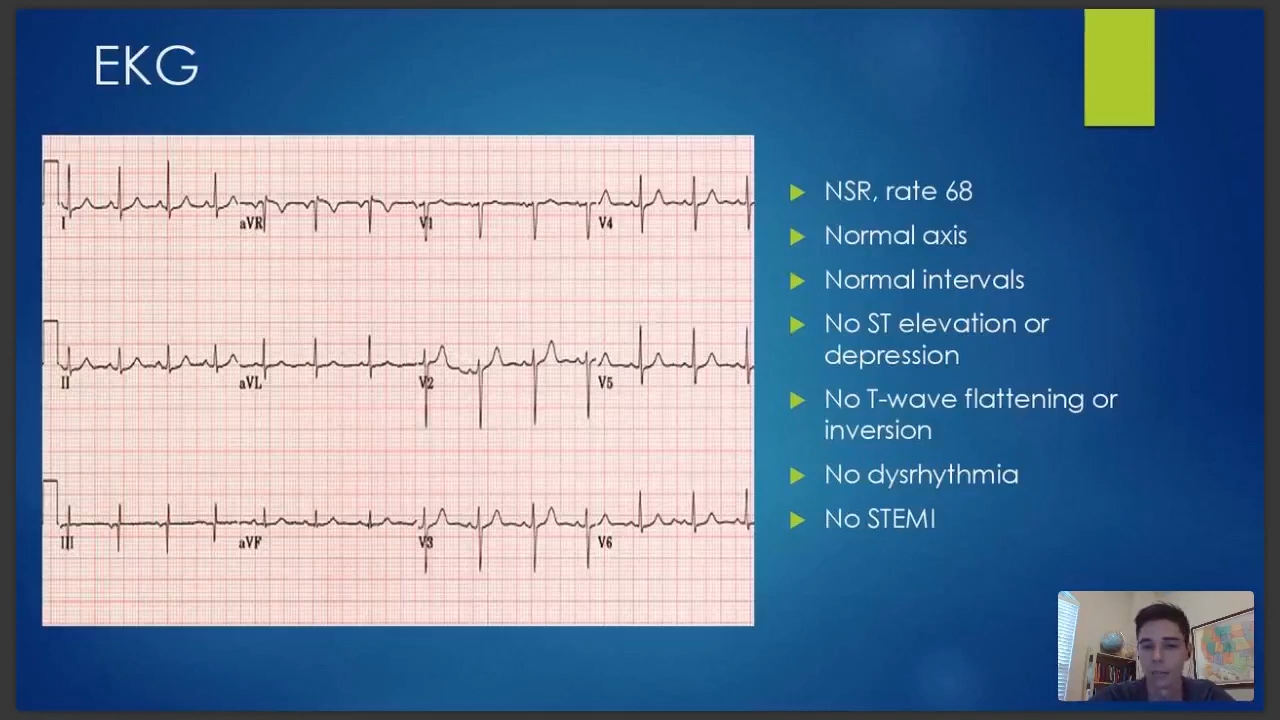 EKG
I
aVR
V1
V4
II
aVL
V2
V5
III
aVF
V3
V6
NSR, rate 68
Normal axis
Normal intervals
No ST elevation or
depression
No T-wave flattening or
inversion
No dysrhythmia
No STEMI